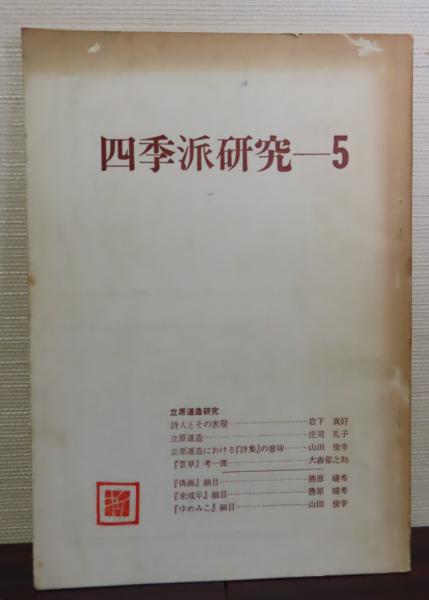 四季派研究―5
立原道造研究
詩人とその表現……………………岩下 真好
立原道造……………………庄司 礼子
立原道造における『詩集』の意味……山田 俊幸
『萱草』考一斑……………………大森郁之助
『偽画』細目……………………勝原 晴希
『未成年』細目……………………勝原 晴希
『ゆめみこ』細目……………………山田 俊幸